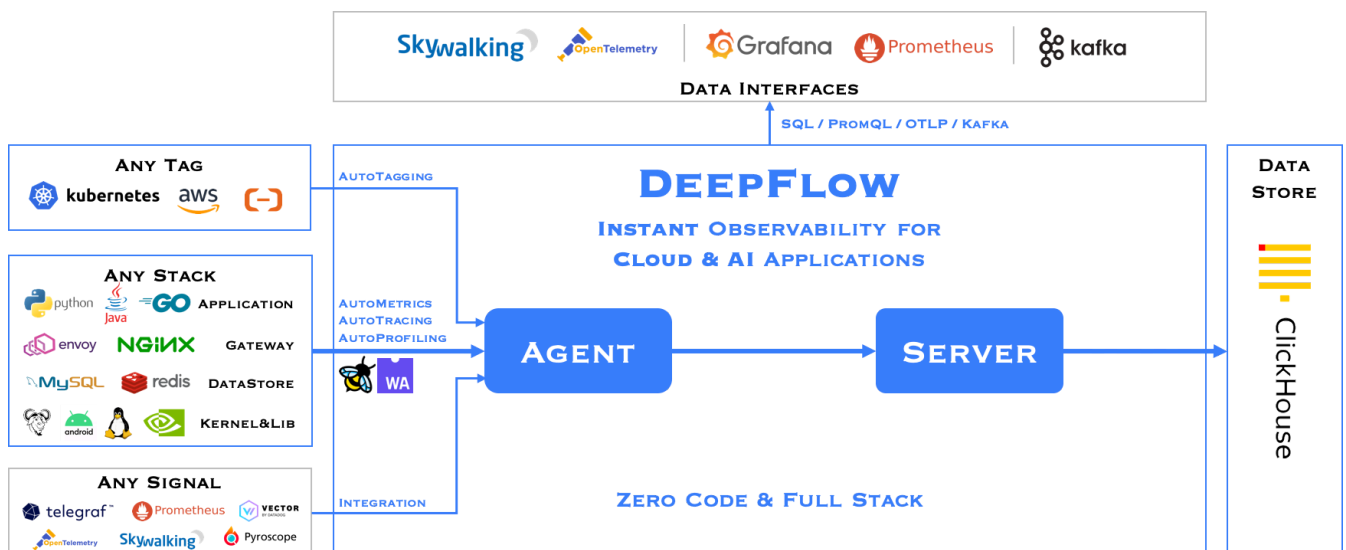 Skywalking OpenTelemetry Grafana Prometheus kafka
Data Interfaces
SQL / PromQL / OTLP / Kafka
Any Tag
kubernetes aws
AutoTagging
DeepFlow
Instant Observability for
Cloud & AI Applications
Any Stack
python Java GO Application
envoy NGINX Gateway
MySQL redis DataStore
android Kernel&Lib
AutoMetrics
AutoTracing
AutoProfiling
WA
Agent
Server
Any Signal
telegraf™ Prometheus VECTOR
BY DATADOG
OpenTelemetry Skywalking Pyroscope
Integration
Zero Code & Full Stack
Data
Store
ClickHouse